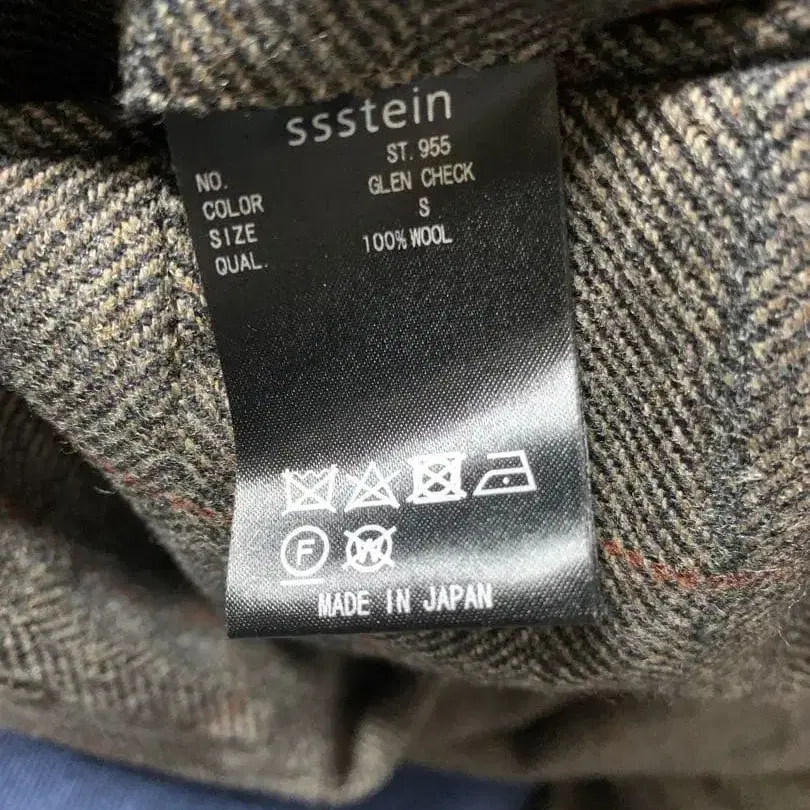 ssstein
NO. ST.955
COLOR GLEN CHECK
SIZE S
QUAL. 100% WOOL
F W
MADE IN JAPAN